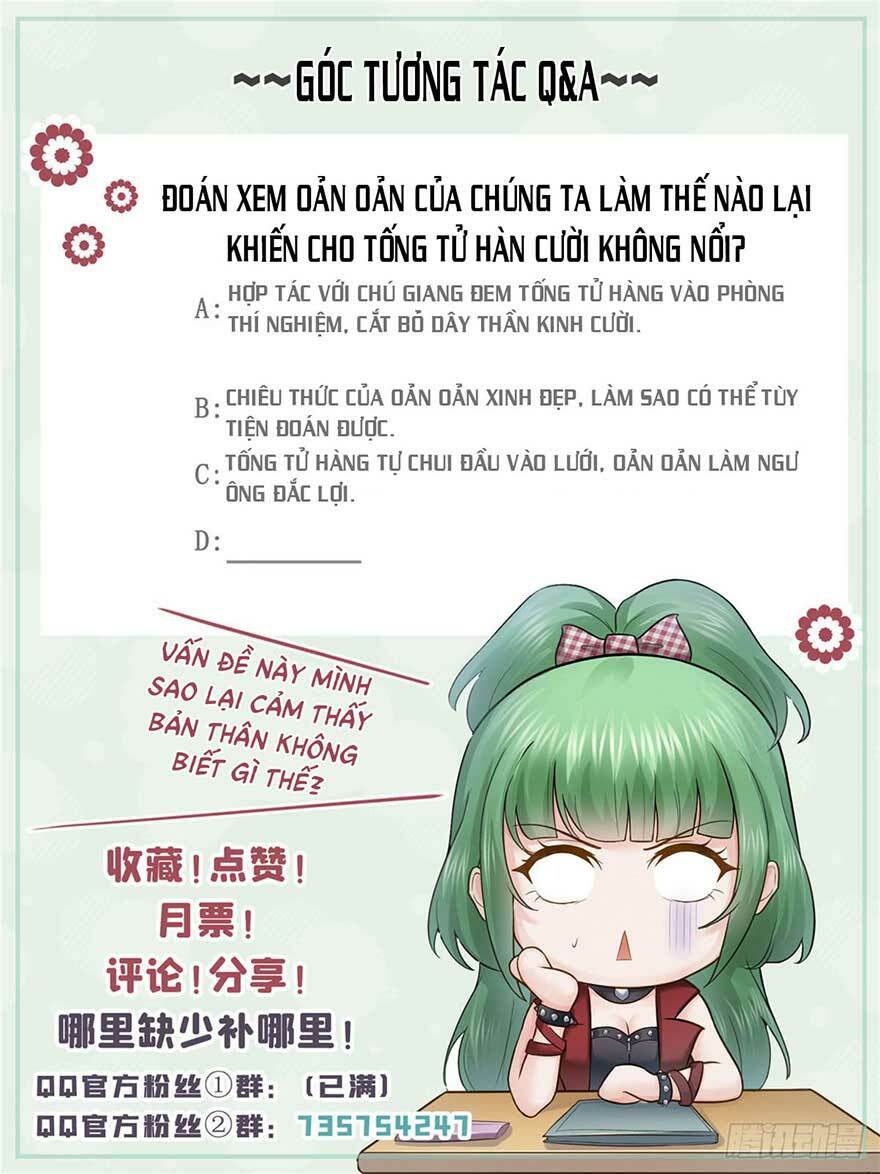 ~~GÓC TƯƠNG TÁC Q&A~~
ĐOÁN XEM OẢN OẢN CỦA CHÚNG TA LÀM THẾ NÀO LẠI
KHIẾN CHO TỐNG TỬ HÀN CƯỜI KHÔNG NỔI?
A: HỢP TÁC VỚI CHÚ GIANG ĐEM TỐNG TỬ HÀNG VÀO PHÒNG
THÍ NGHIỆM, CẮT BỎ DÂY THẦN KINH CƯỜI.
B: CHIÊU THỨC CỦA OẢN OẢN XINH ĐẸP, LÀM SAO CÓ THỂ TÙY
TIỆN ĐOÁN ĐƯỢC.
C: TỐNG TỬ HÀNG TỰ CHUI ĐẦU VÀO LƯỚI, OẢN OẢN LÀM NGƯ
ÔNG ĐẮC LỢI.
D:
VẤN ĐỀ NÀY MÌNH
SAO LẠI CẢM THẤY
BẢN THÂN KHÔNG
BIẾT GÌ THẾ?
收藏!点赞!
月票!
评论!分享!
哪里缺少补哪里!
QQ官方粉丝①群:(已满)
QQ官方粉丝②群:735754247
腾讯动漫